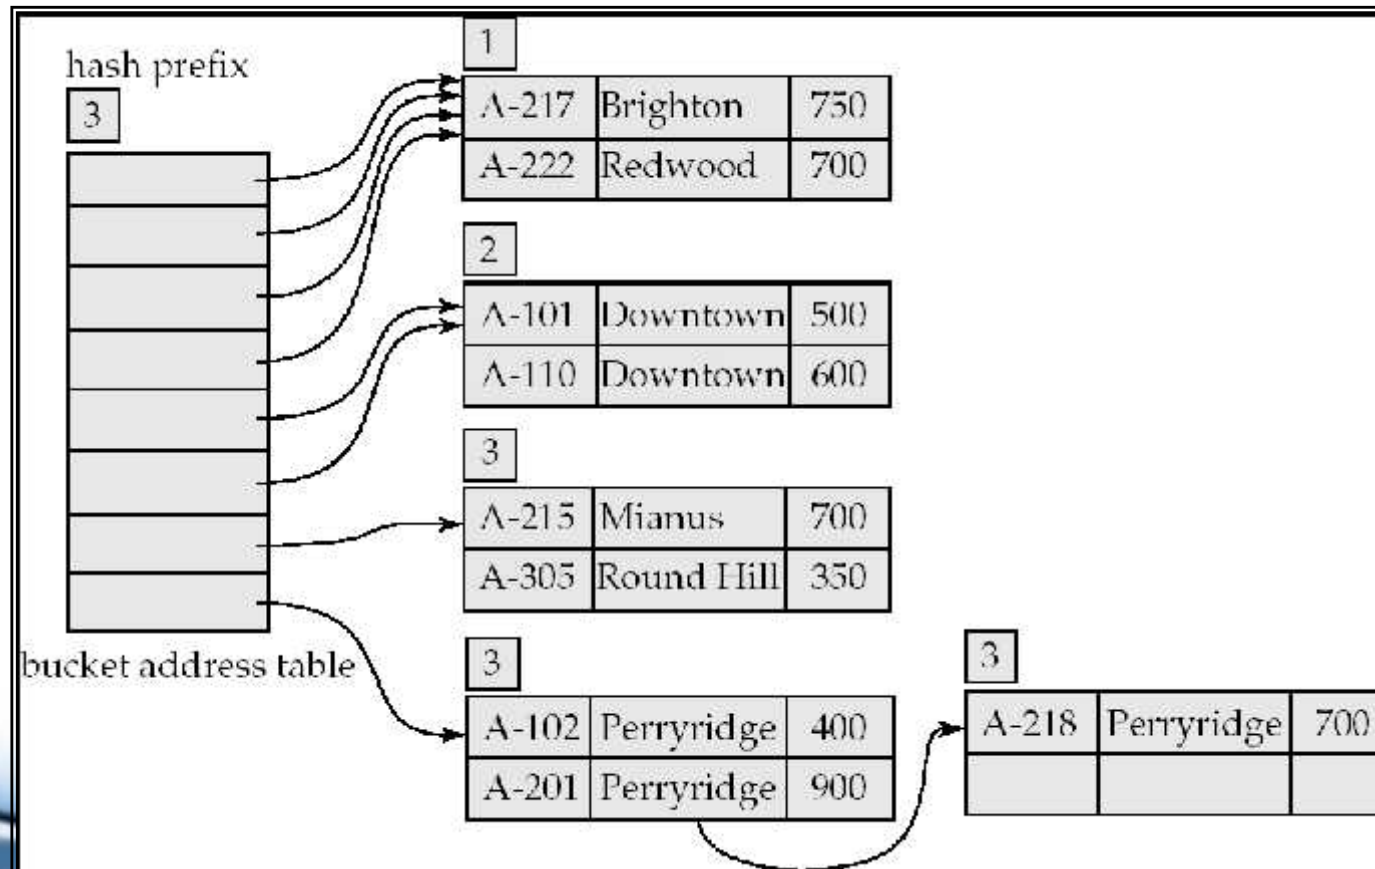 hash prefix
3
1
A-217 Brighton 750
A-222 Redwood 700
2
A-101 Downtown 500
A-110 Downtown 600
3
A-215 Mianus 700
A-305 Round Hill 350
bucket address table
3
A-102 Perryridge 400
A-201 Perryridge 900
3
A-218 Perryridge 700